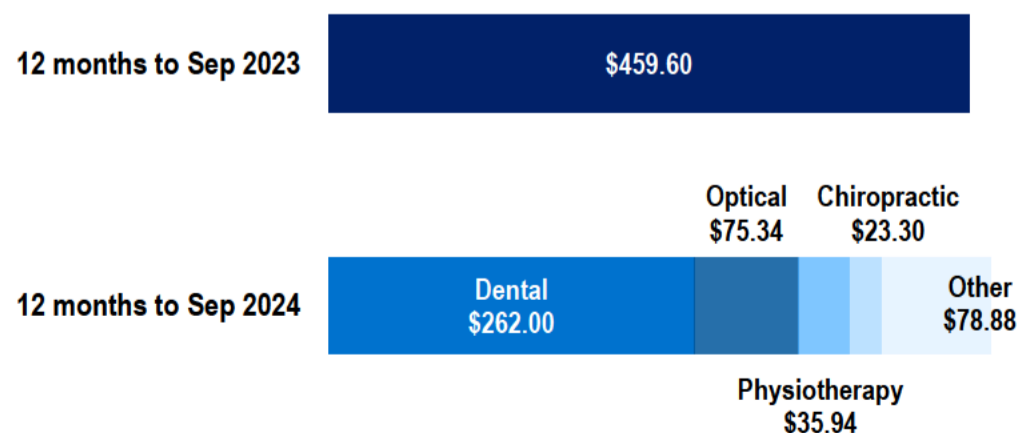 12 months to Sep 2023
$459.60
Optical
$75.34
Chiropractic
$23.30
12 months to Sep 2024
Dental
$262.00
Other
$78.88
Physiotherapy
$35.94